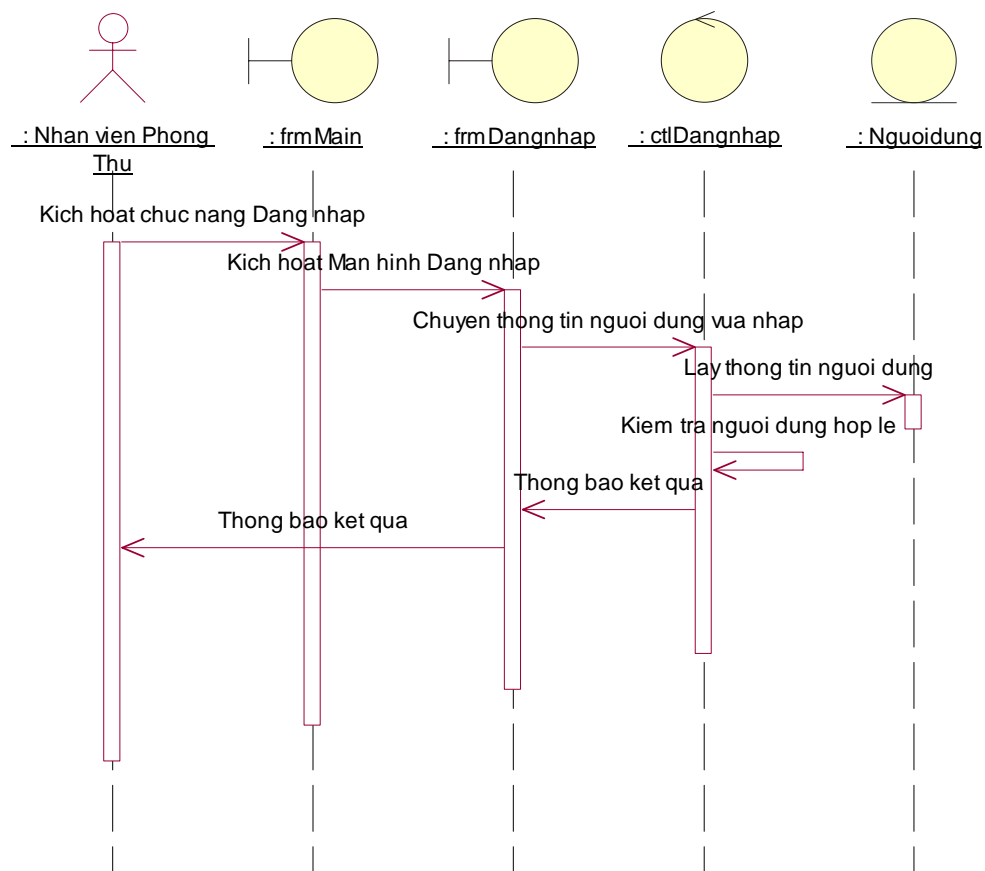 : Nhan vien Phong
Thu
: frmMain
: frmDangnhap
: ctlDangnhap
: Nguoidung
Kich hoat chuc nang Dang nhap
Kich hoat Man hinh Dang nhap
Chuyen thong tin nguoi dung vua nhap
Lay thong tin nguoi dung
Kiem tra nguoi dung hop le
Thong bao ket qua
Thong bao ket qua